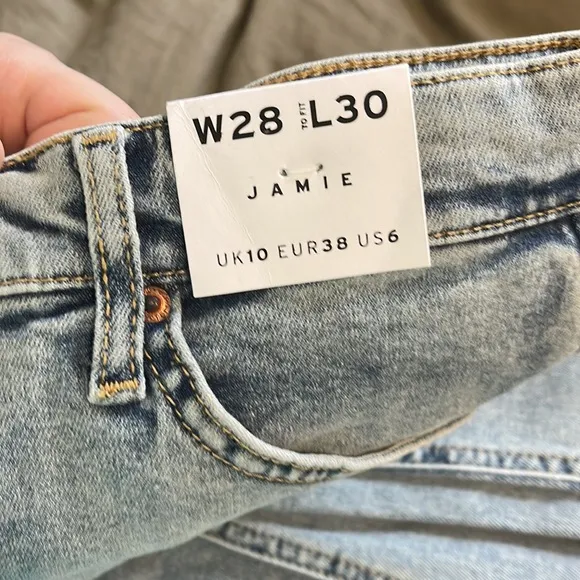 W28 TO FIT L30
JAMIE
UK10 EUR38 US6